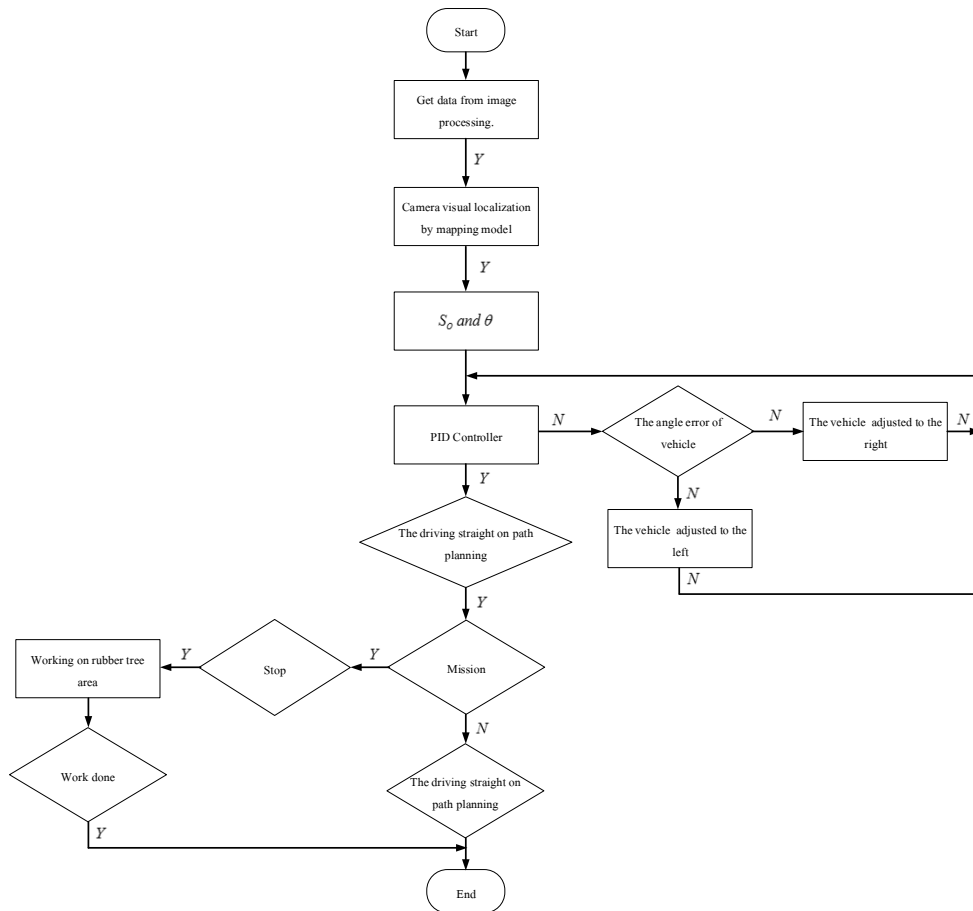 Start
Get data from image
processing.
Y
Camera visual localization
by mapping model
Y
S₀ and θ
PID Controller
N
The angle error of
vehicle
N
The vehicle adjusted to the
right
N
N
The vehicle adjusted to the
left
N
Y
The driving straight on path
planning
Y
Mission
Y
Stop
Y
Working on rubber tree
area
Work done
Y
N
The driving straight on
path planning
End